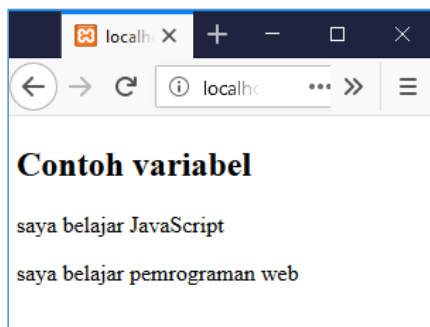 localh
localho
Contoh variabel
saya belajar JavaScript
saya belajar pemrograman web